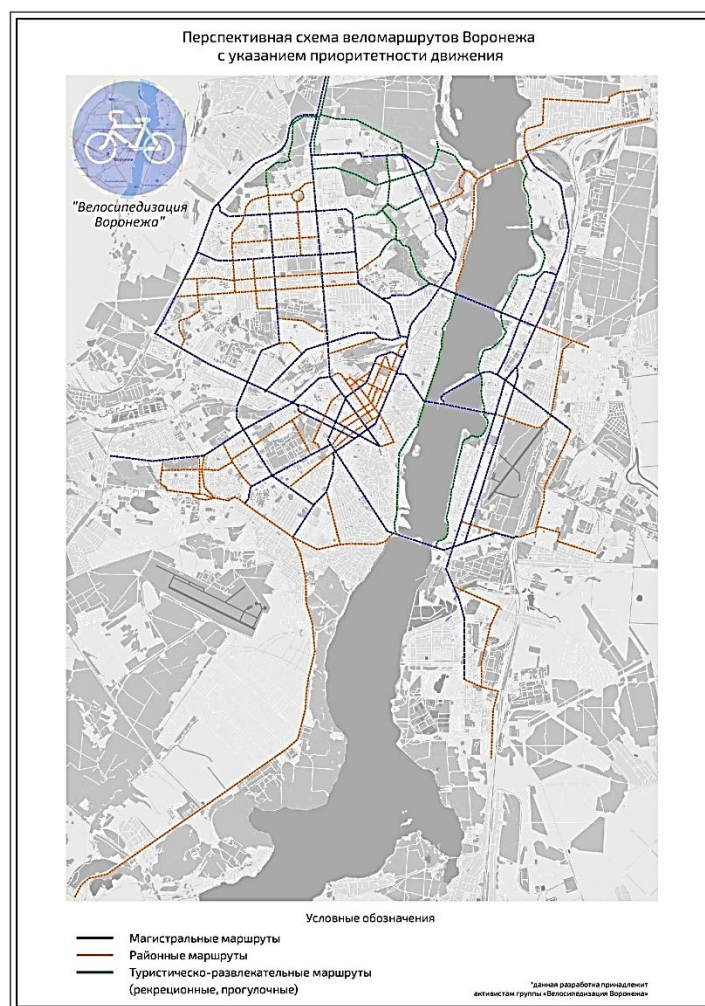 Перспективная схема веломаршрутов Воронежа
с указанием приоритетности движения
"Велосипедизация
Воронежа"
Условные обозначения
Магистральные маршруты
Районные маршруты
Туристическо-развлекательные маршруты
(рекреционные, прогулочные)
*данная разработка принадлежит
активистам группы «Велосипедизация Воронежа»